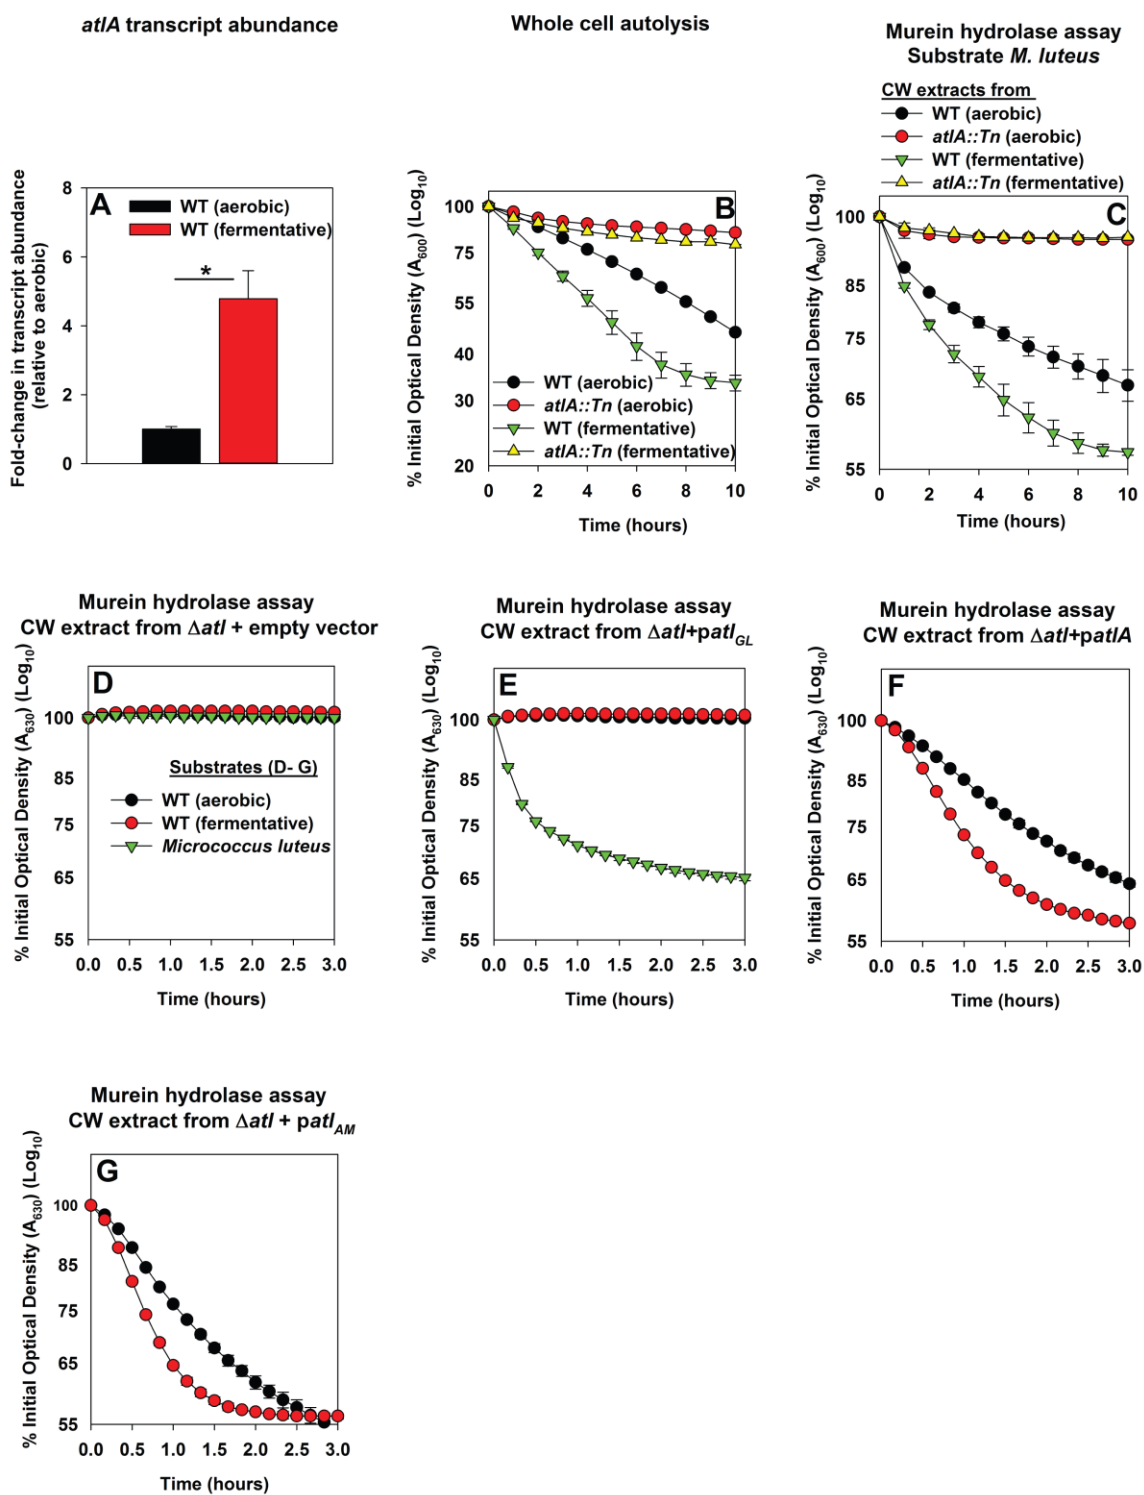 atlA transcript abundance
Fold-change in transcript abundance
(relative to aerobic)
8
6
4
2
0
A
WT (aerobic)
WT (fermentative)
*
Whole cell autolysis
% Initial Optical Density (A600) (Log10)
100
75
55
40
30
20
B
WT (aerobic)
atlA::Tn (aerobic)
WT (fermentative)
atlA::Tn (fermentative)
0 2 4 6 8 10
Time (hours)
Murein hydrolase assay
Substrate M. luteus
CW extracts from
WT (aerobic)
atlA::Tn (aerobic)
WT (fermentative)
atlA::Tn (fermentative)
% Initial Optical Density (A600) (Log10)
100
85
75
65
55
C
0 2 4 6 8 10
Time (hours)
Murein hydrolase assay
CW extract from Δatl + empty vector
% Initial Optical Density (A630) (Log10)
100
85
75
65
55
D
Substrates (D- G)
WT (aerobic)
WT (fermentative)
Micrococcus luteus
0.0 0.5 1.0 1.5 2.0 2.5 3.0
Time (hours)
Murein hydrolase assay
CW extract from Δatl+patlGL
% Initial Optical Density (A630) (Log10)
100
85
75
65
55
E
0.0 0.5 1.0 1.5 2.0 2.5 3.0
Time (hours)
Murein hydrolase assay
CW extract from Δatl+patlA
% Initial Optical Density (A630) (Log10)
100
85
75
65
55
F
0.0 0.5 1.0 1.5 2.0 2.5 3.0
Time (hours)
Murein hydrolase assay
CW extract from Δatl + patlAM
% Initial Optical Density (A630) (Log10)
100
85
75
65
55
G
0.0 0.5 1.0 1.5 2.0 2.5 3.0
Time (hours)